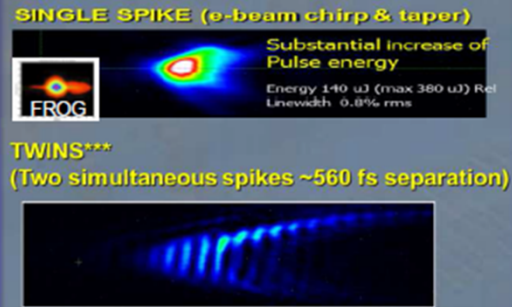 SINGLE SPIKE (e-beam chirp & taper)
Substantial increase of
Pulse energy
Energy 140 uJ (max 380 uJ) Rel
Linewidth 0.8% rms
FROG
TWINS***
(Two simultaneous spikes ~560 fs separation)